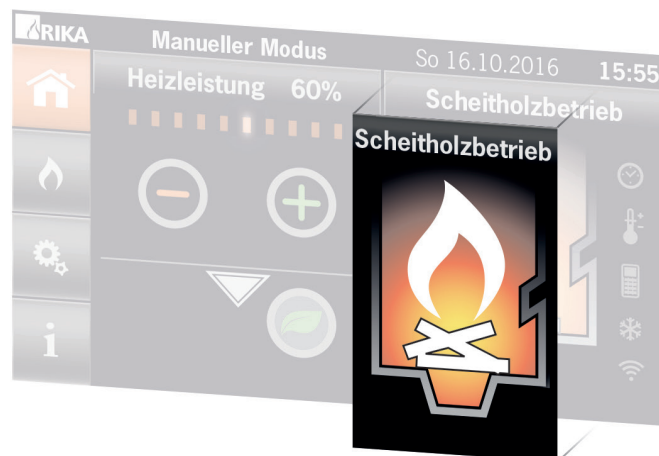 RIKA
Manueller Modus
So 16.10.2016
15:55
Heizleistung 60%
Scheitholzbetrieb
Scheitholzbetrieb
i